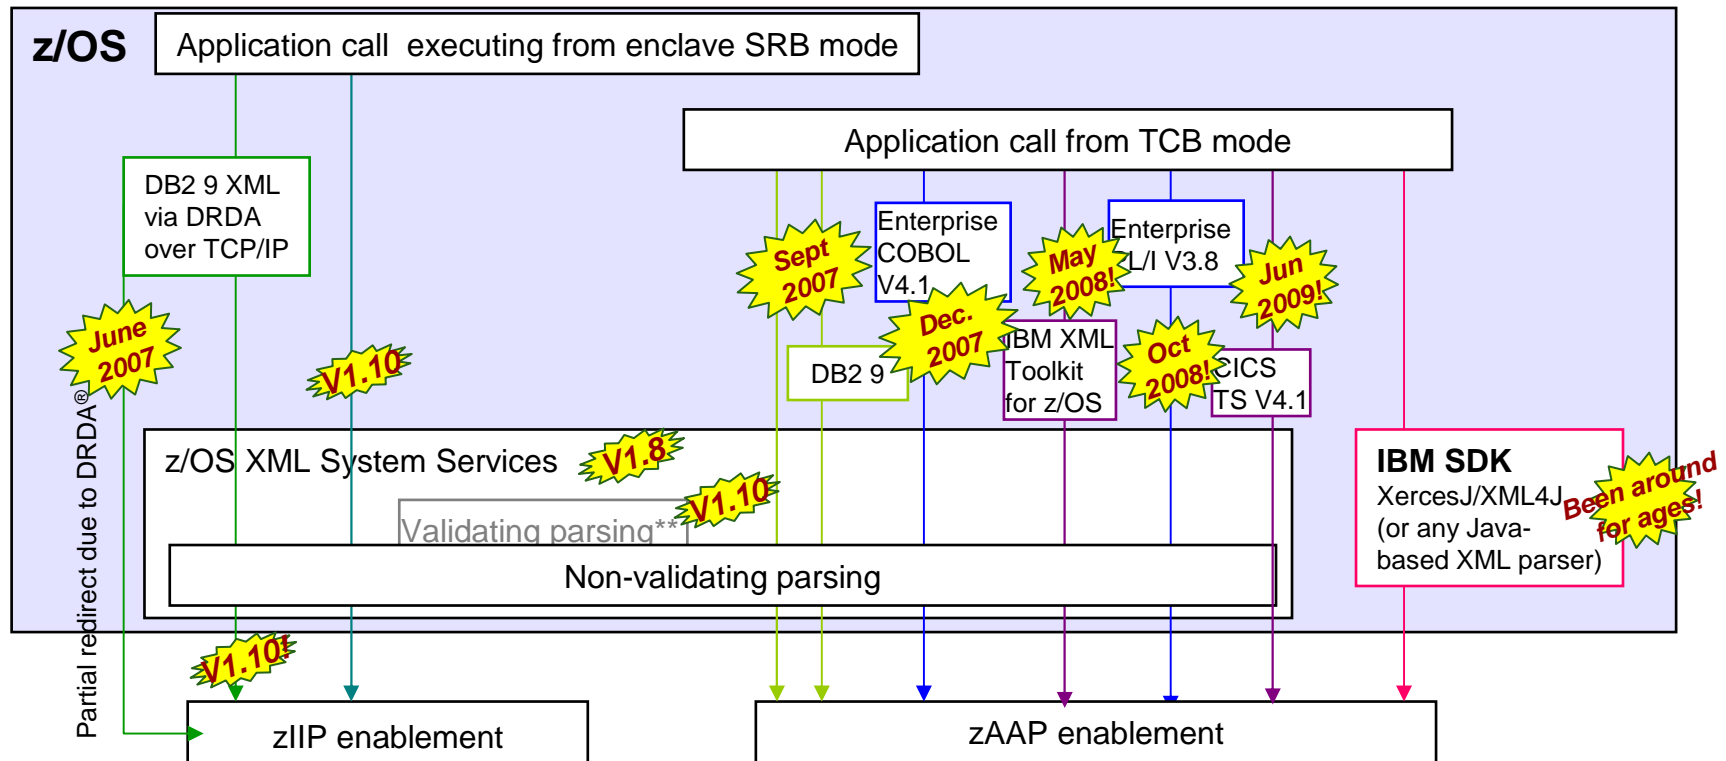 z/OS
Application call executing from enclave SRB mode
Application call from TCB mode
DB2 9 XML
via DRDA
over TCP/IP
June
2007
V1.10
Sept
2007
Enterprise
COBOL
V4.1
Dec.
2007
DB2 9
May
2008!
IBM XML
Toolkit
for z/OS
Enterprise
PL/I V3.8
Oct
2008!
Jun
2009!
CICS
TS V4.1
Partial redirect due to DRDA®
z/OS XML System Services
V1.8
V1.10
Validating parsing**
Non-validating parsing
IBM SDK
XercesJ/XML4J
(or any Java-
based XML parser)
Been around
for ages!
V1.10!
zIIP enablement
zAAP enablement